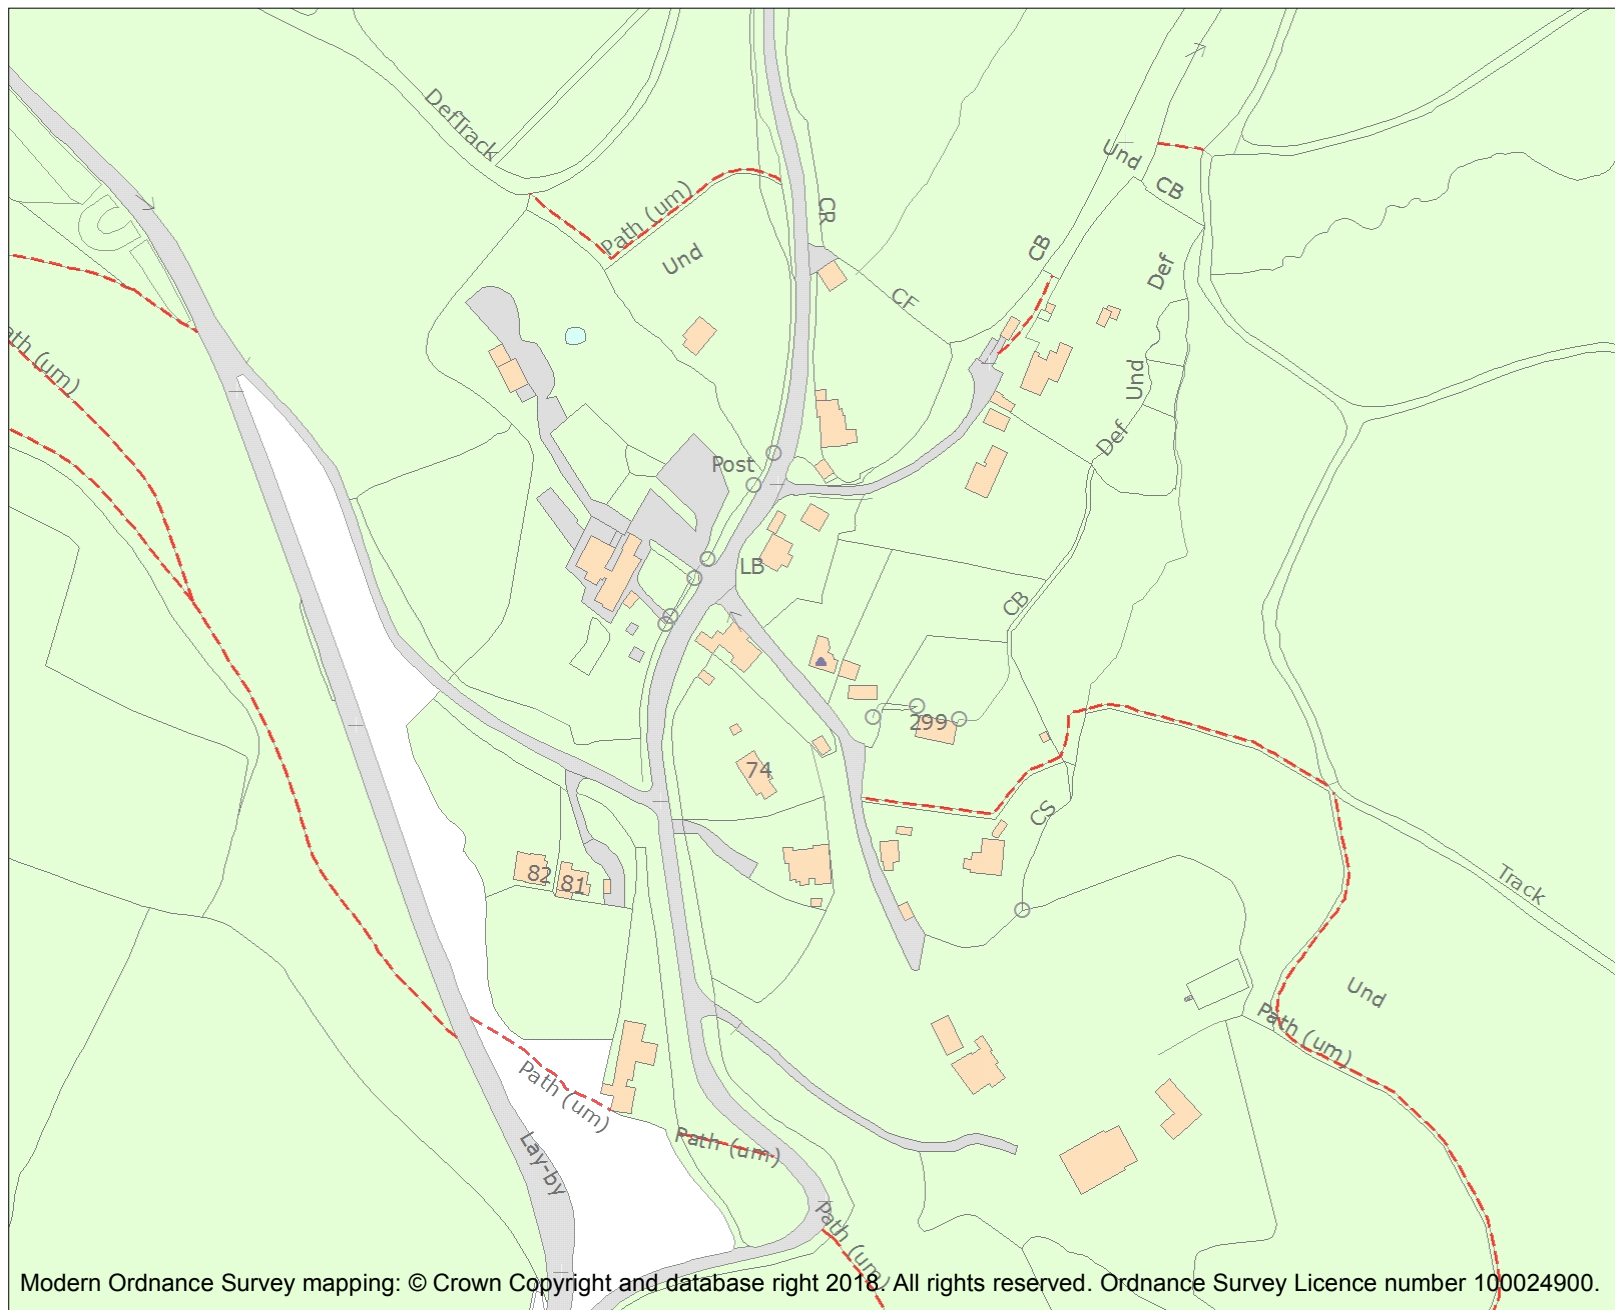 DefTrack
Und
CB
Path (um)
CR
Und
CB
Def
CF
Path (um)
Und
Def
Post
LB
CB
299
74
CS
82
81
Track
Und
Path (um)
Path (um)
Path (um)
Lay-by
Path (um)
Modern Ordnance Survey mapping: © Crown Copyright and database right 2018. All rights reserved. Ordnance Survey Licence number 100024900.